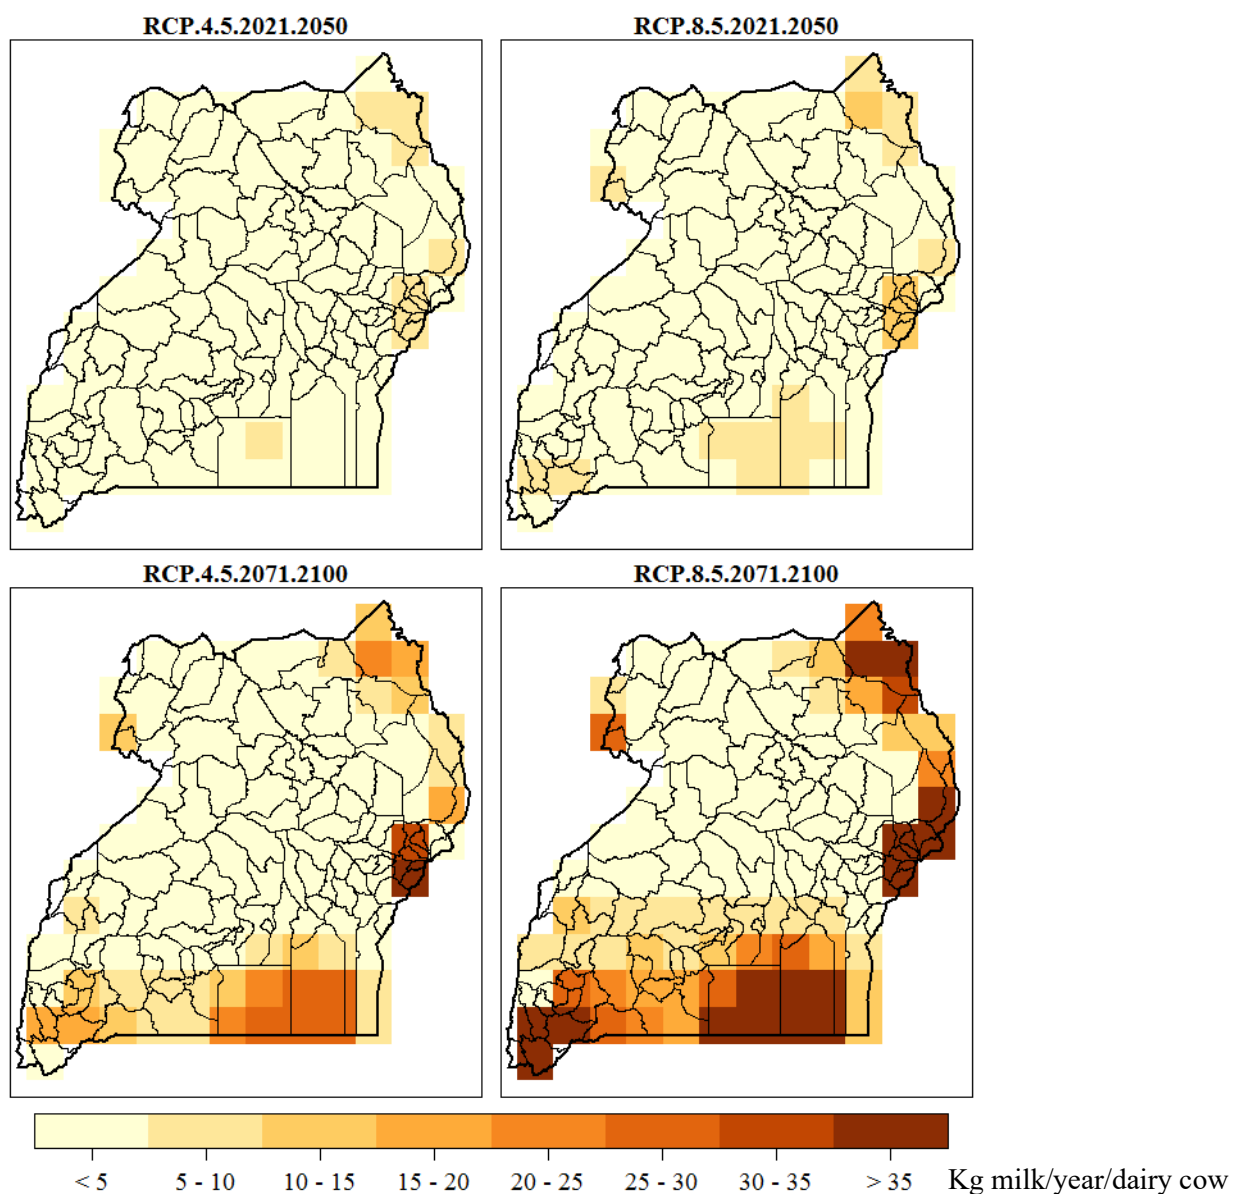 RCP.4.5.2021.2050
RCP.8.5.2021.2050
RCP.4.5.2071.2100
RCP.8.5.2071.2100
< 5 5 - 10 10 - 15 15 - 20 20 - 25 25 - 30 30 - 35 > 35 Kg milk/year/dairy cow